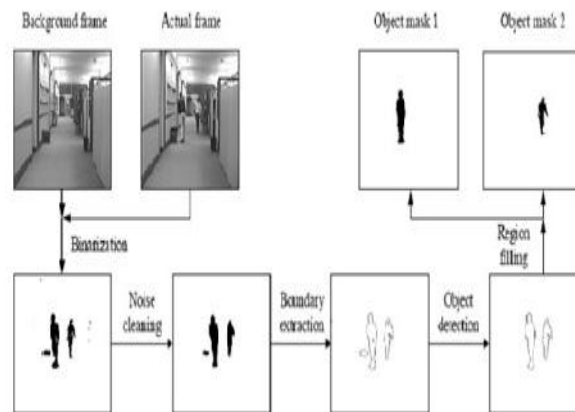 Background frame
Actual frame
Object mask 1
Object mask 2
Binarization
Region
filling
Noise
cleaning
Boundary
extraction
Object
detection